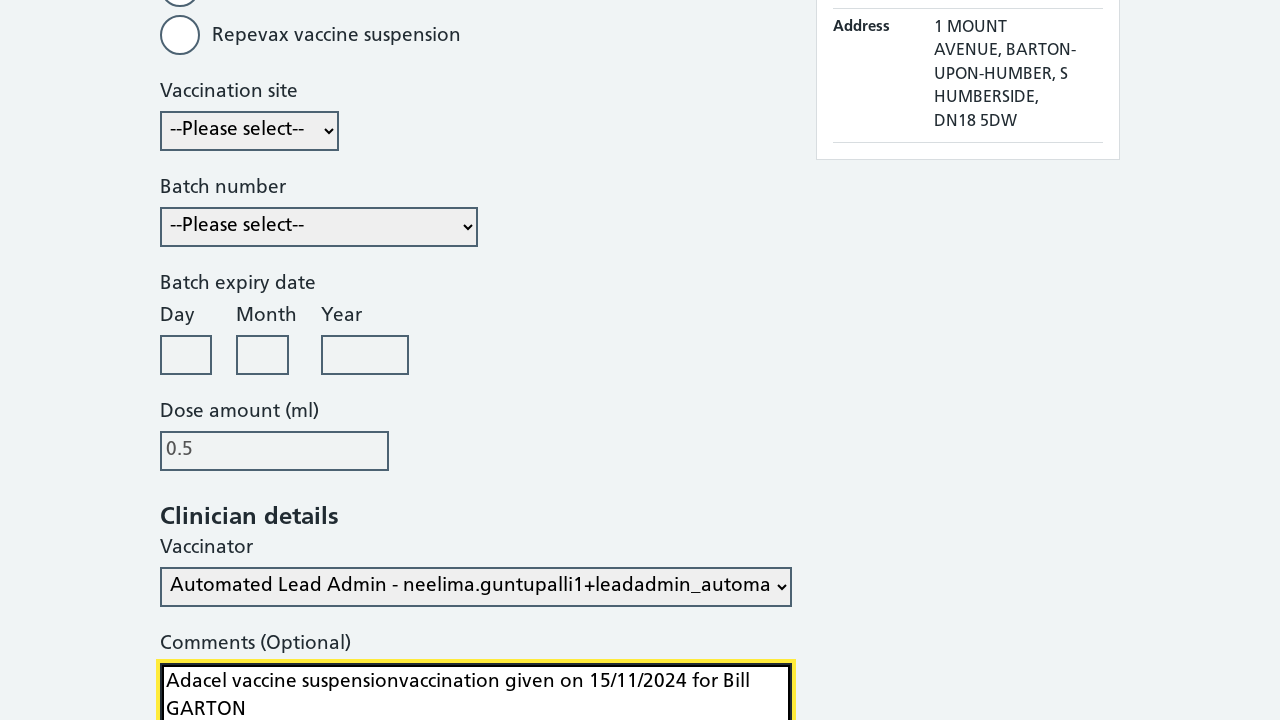 Repevax vaccine suspension
Vaccination site
--Please select--
Batch number
--Please select--
Batch expiry date
Day Month Year
Dose amount (ml)
0.5
Clinician details
Vaccinator
Automated Lead Admin - neelima.guntupalli1+leadadmin_automa
Comments (Optional)
Adacel vaccine suspensionvaccination given on 15/11/2024 for Bill
GARTON
Address
1 MOUNT
AVENUE, BARTON-
UPON-HUMBER, S
HUMBERSIDE,
DN18 5DW